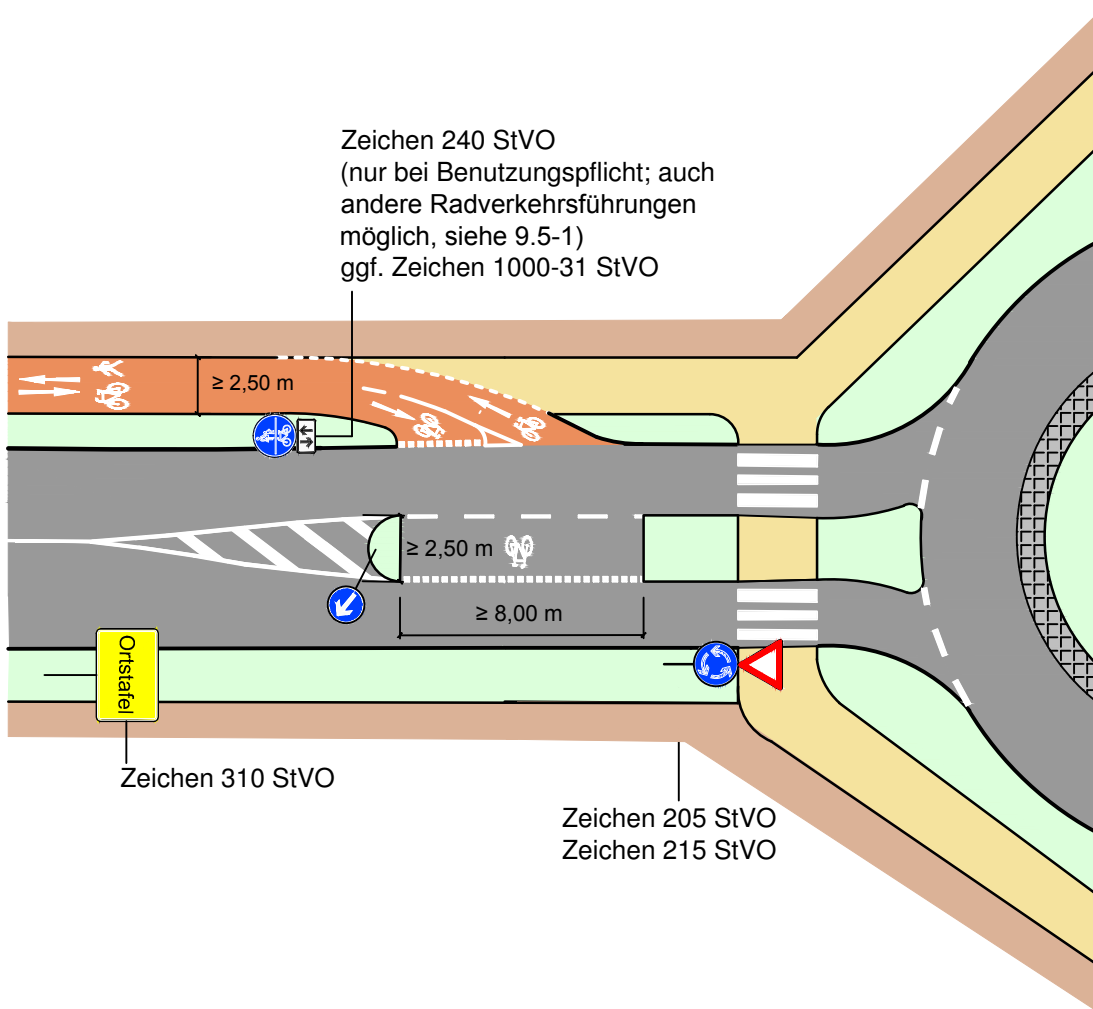 Zeichen 240 StVO
(nur bei Benutzungspflicht; auch
andere Radverkehrsführungen
möglich, siehe 9.5-1)
ggf. Zeichen 1000-31 StVO
≥ 2,50 m
≥ 2,50 m
≥ 8,00 m
Ortstafel
Zeichen 310 StVO
Zeichen 205 StVO
Zeichen 215 StVO